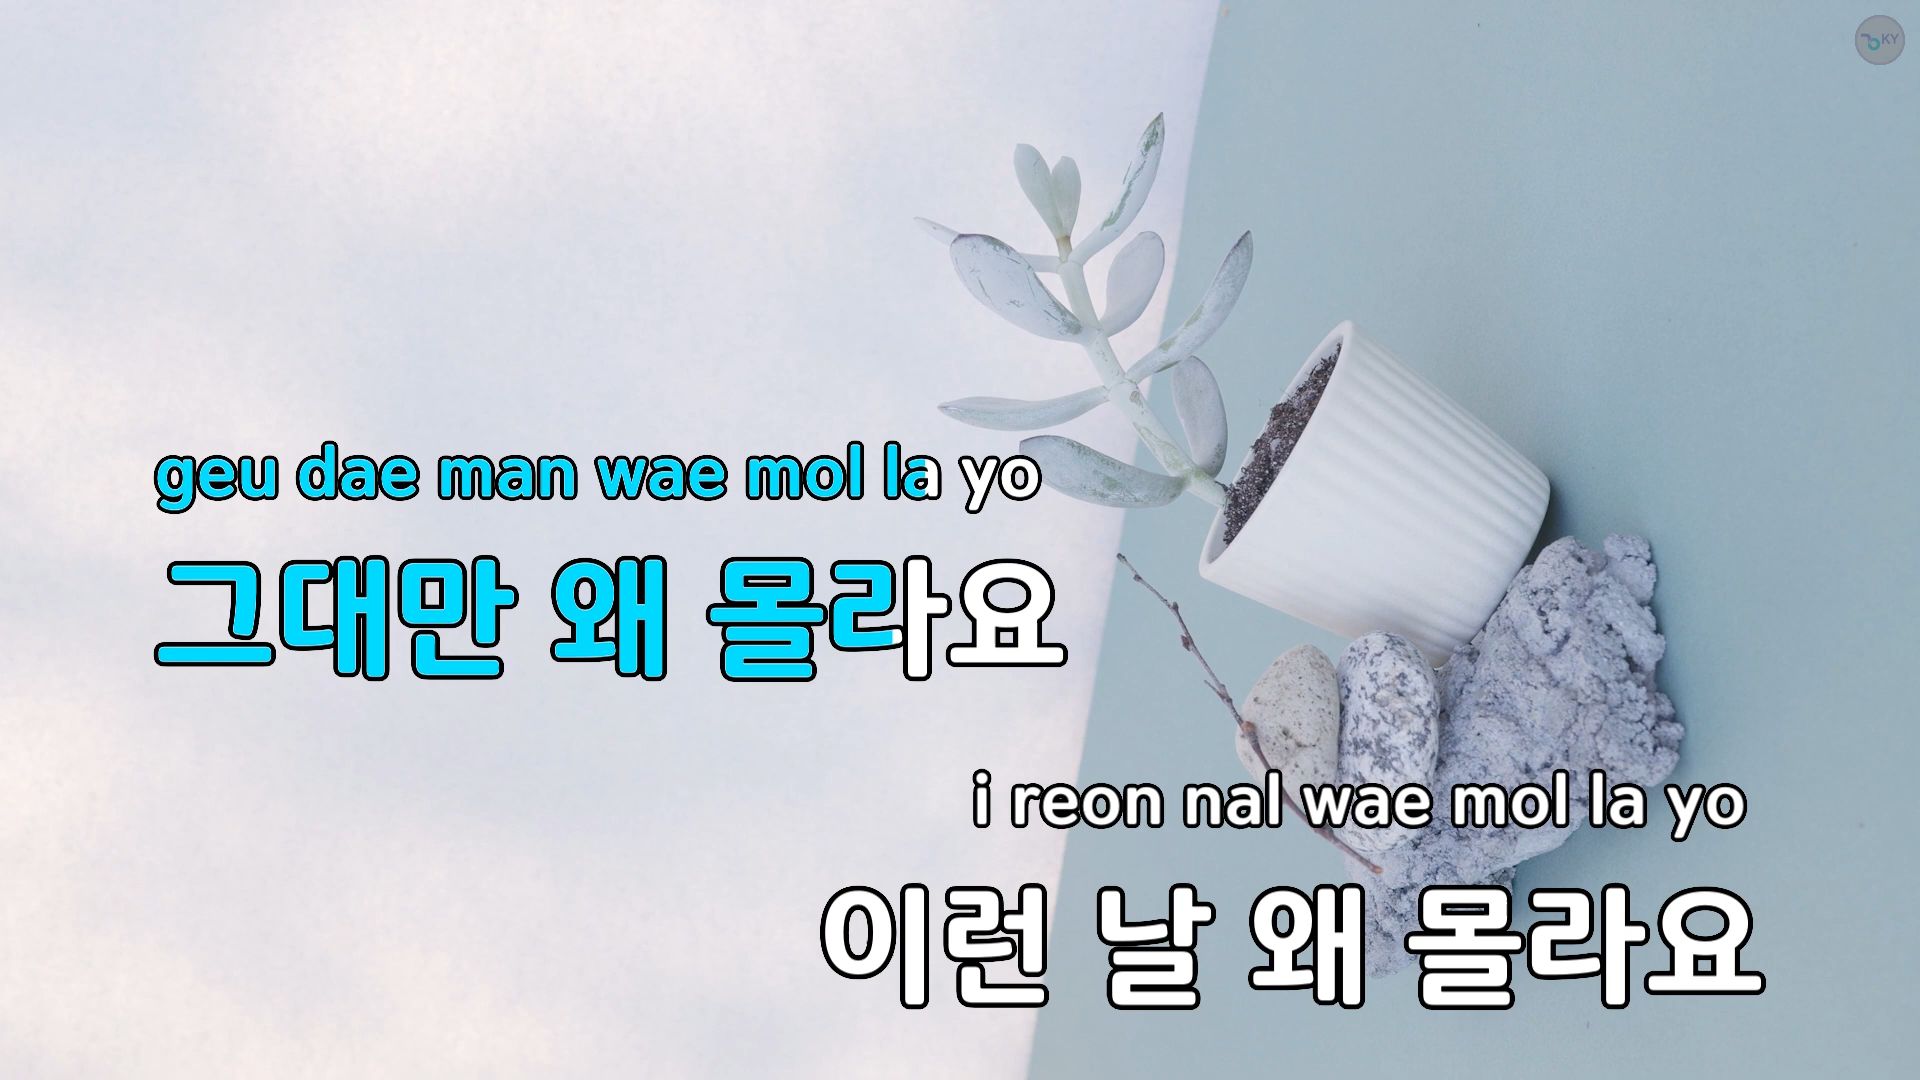 KY
geu dae man wae mol la yo
그대만 왜 몰라요
i reon nal wae mol la yo
이런 날 왜 몰라요